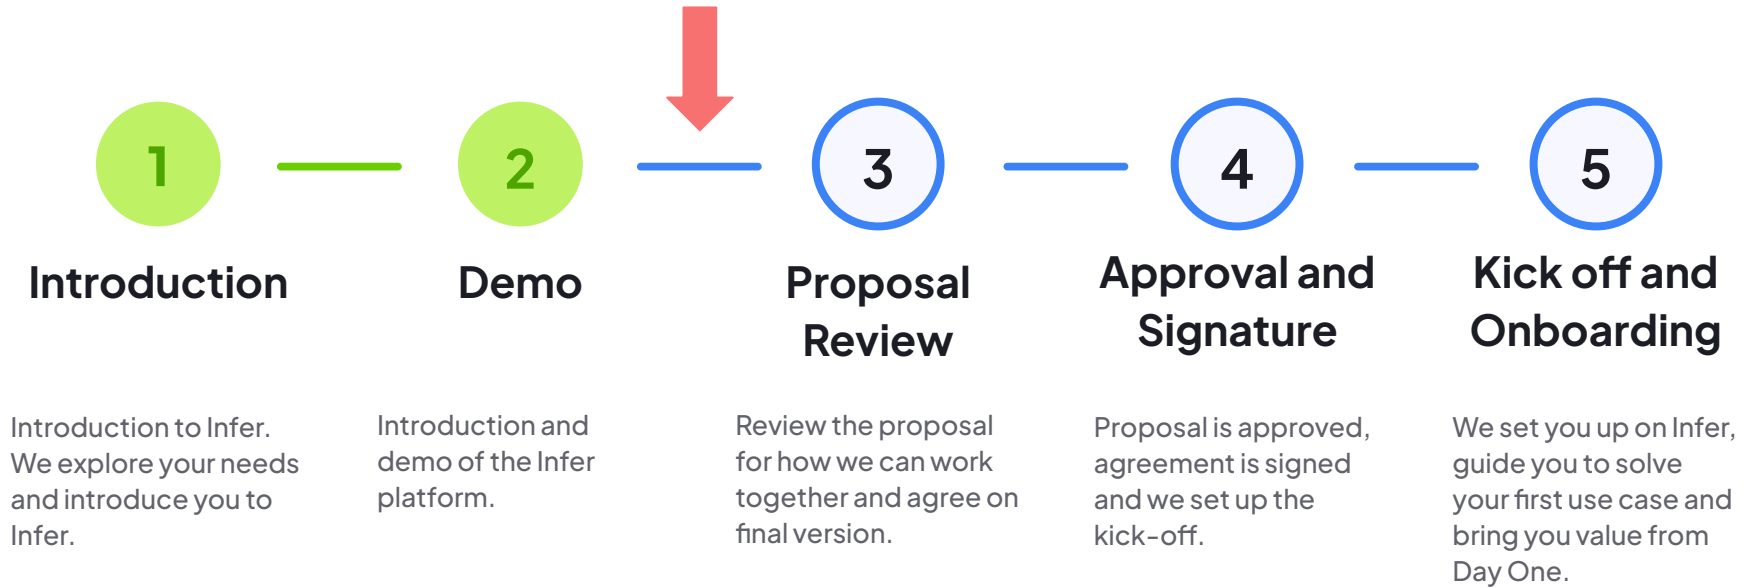 1
2
3
4
5
Introduction
Demo
Proposal
Review
Approval and
Signature
Kick off and
Onboarding
Introduction to Infer.
We explore your needs
and introduce you to
Infer.
Introduction and
demo of the Infer
platform.
Review the proposal
for how we can work
together and agree on
final version.
Proposal is approved,
agreement is signed
and we set up the
kick-off.
We set you up on Infer,
guide you to solve
your first use case and
bring you value from
Day One.